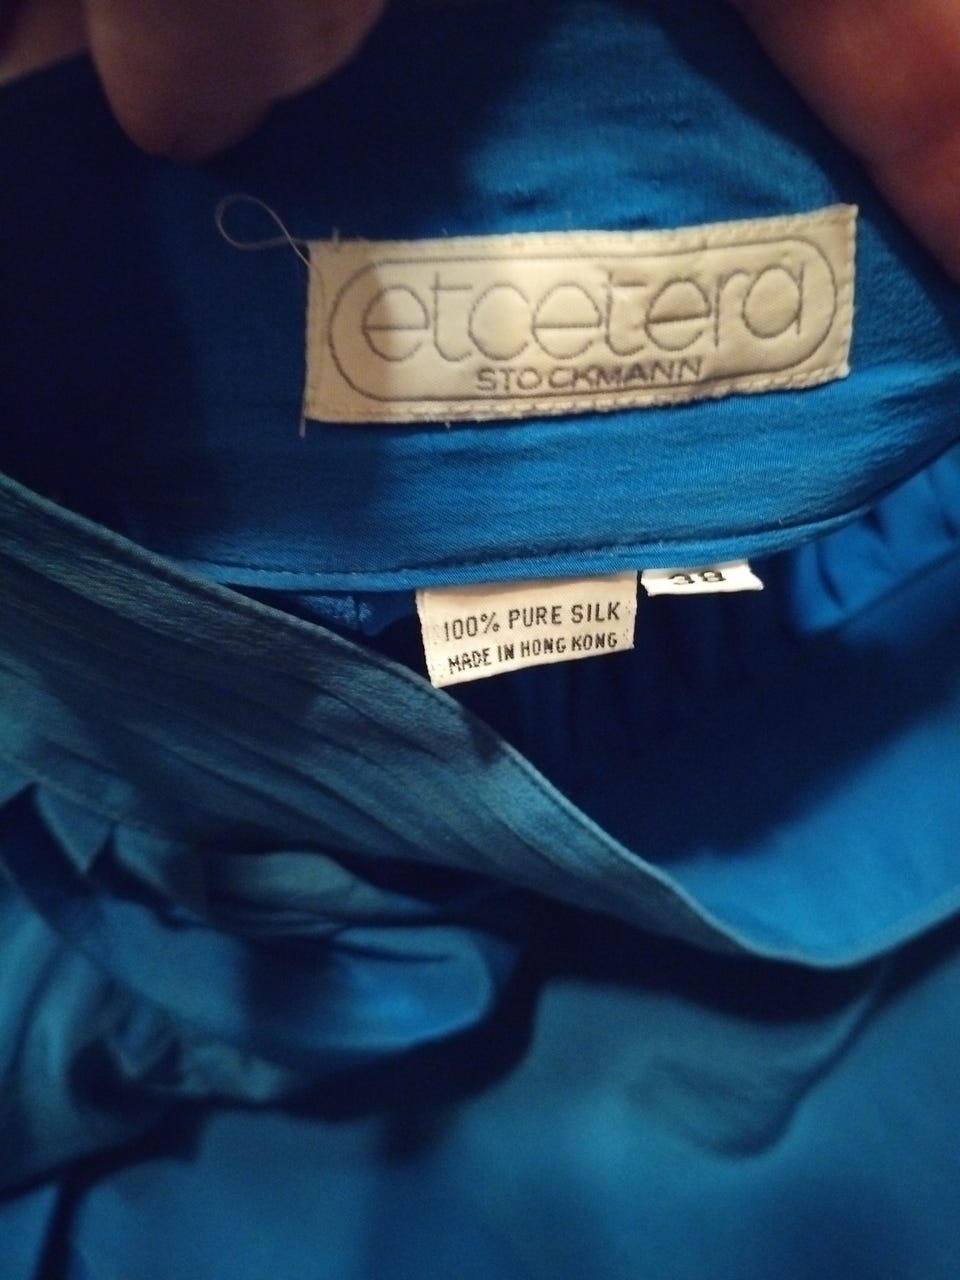 etcetera
STOCKMANN
38
100% PURE SILK
MADE IN HONG KONG